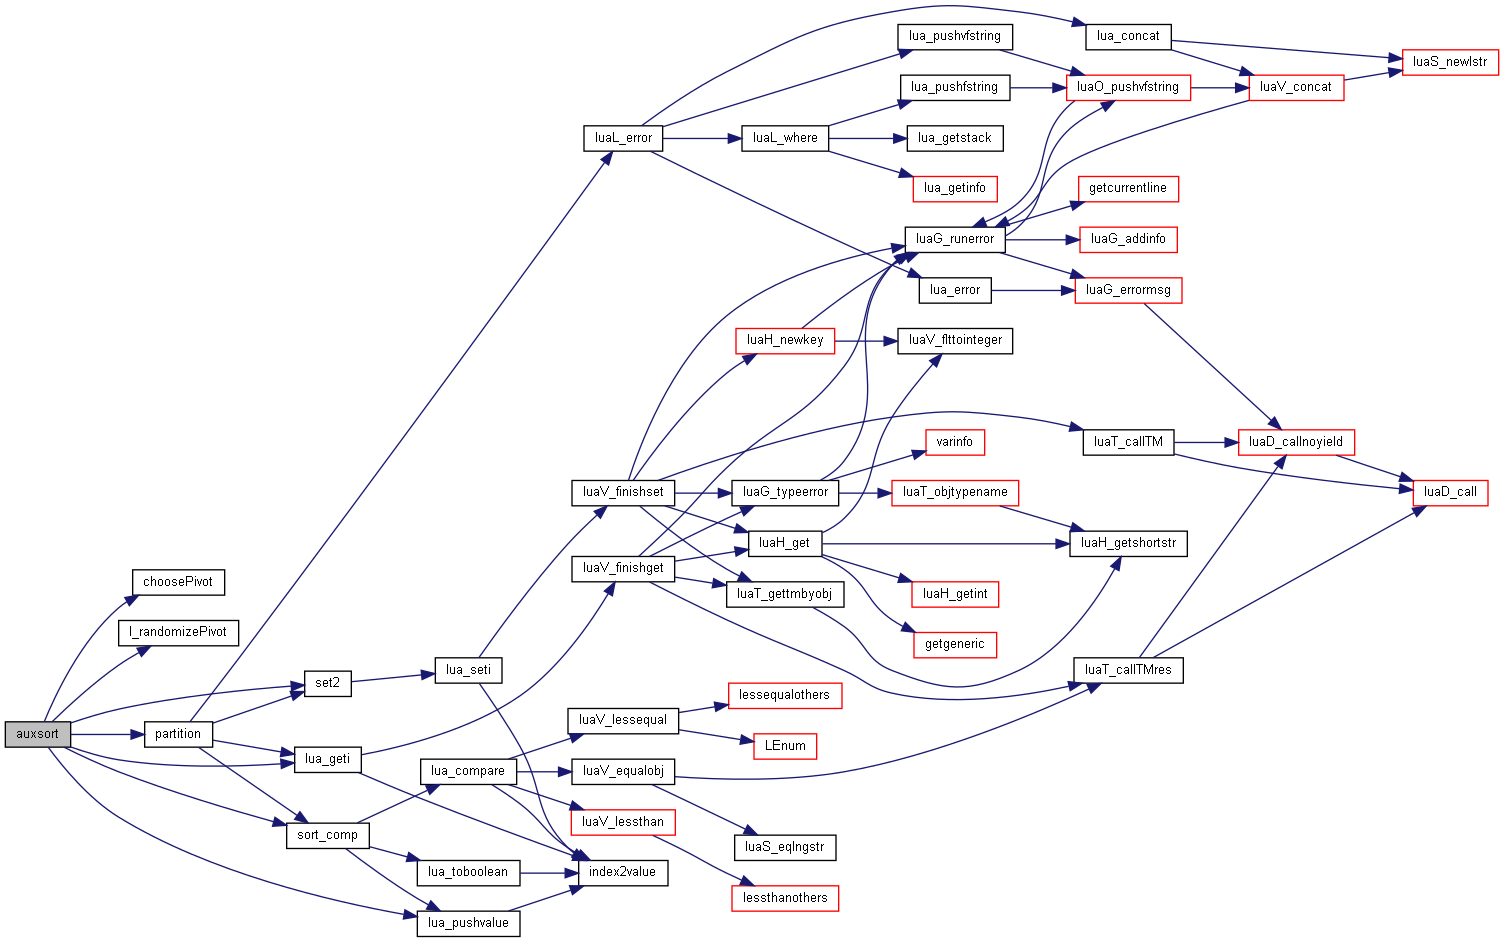 lua_pushvfstring
lua_concat
luaS_newlstr
lua_pushfstring
luaO_pushvfstring
luaV_concat
luaL_error
luaL_where
lua_getstack
lua_getinfo
getcurrentline
luaG_runerror
luaG_addinfo
lua_error
luaG_errormsg
luaH_newkey
luaV_flttointeger
varinfo
luaT_callTM
luaD_callnoyield
luaV_finishset
luaG_typeerror
luaT_objtypename
luaD_call
luaH_get
luaH_getshortstr
luaV_finishget
choosePivot
luaT_gettmbyobj
luaH_getint
l_randomizePivot
getgeneric
set2
lua_seti
luaT_callTMres
lessequalothers
luaV_lessequal
auxsort
partition
LEnum
lua_geti
lua_compare
luaV_equalobj
luaV_lessthan
sort_comp
luaS_eqlngstr
lua_toboolean
index2value
lessthanothers
lua_pushvalue